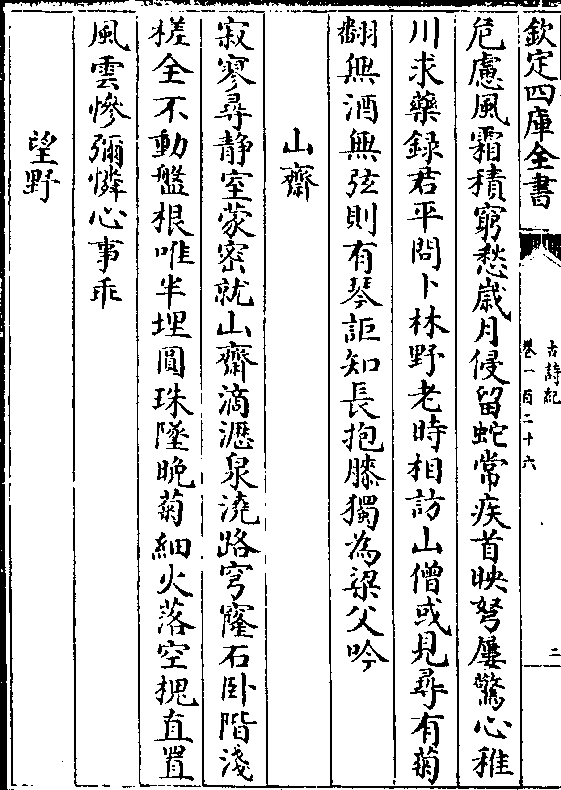 欽定四庫全書
古詩紀
卷一百二十六
二
危慮風霜積窮愁歲月侵留蛇常疾首映弩屢驚心稚
川求藥録君平問卜林野老時相訪山僧或見尋有菊
翻無酒無弦則有琴詎知長抱膝獨為梁父吟
山齋
寂寥尋靜室蒙密就山齋滴瀝泉澆路穹窿石卧階淺
槎全不動盤根唯半埋圓珠墜晚菊細火落空槐直置
風雲慘彌憐心事乖
望野